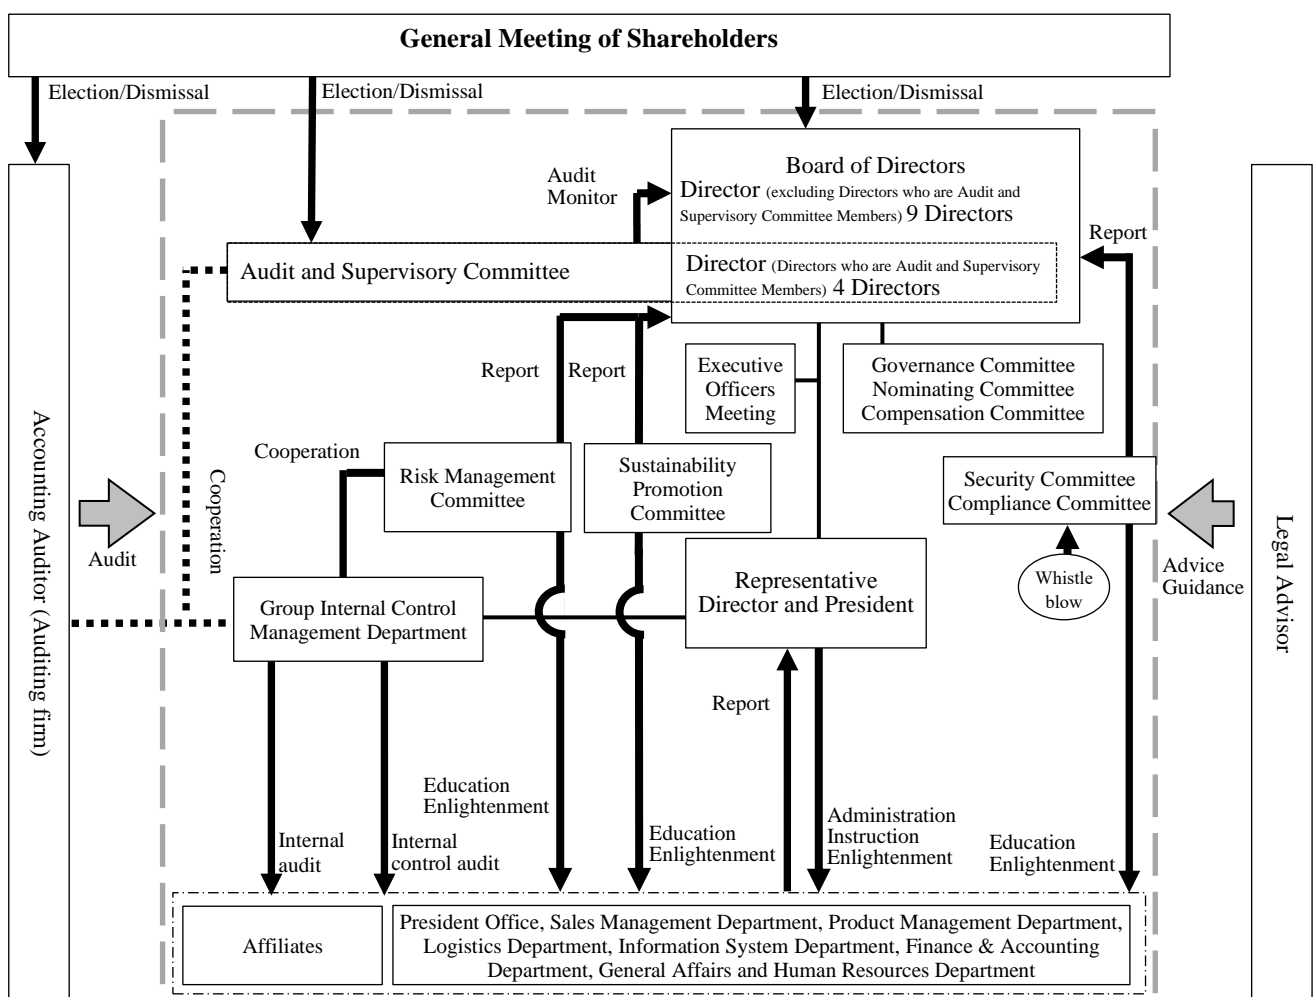 General Meeting of Shareholders
Election/Dismissal
Election/Dismissal
Election/Dismissal
Board of Directors
Director (excluding Directors who are Audit and
Supervisory Committee Members) 9 Directors
Audit
Monitor
Report
Audit and Supervisory Committee
Director (Directors who are Audit and Supervisory
Committee Members) 4 Directors
Report
Report
Executive
Officers
Meeting
Governance Committee
Nominating Committee
Compensation Committee
Accounting Auditor (Auditing firm)
Cooperation
Cooperation
Risk Management
Committee
Sustainability
Promotion
Committee
Security Committee
Compliance Committee
Legal Advisor
Audit
Advice
Guidance
Whistle
blow
Group Internal Control
Management Department
Representative
Director and President
Report
Education
Enlightenment
Education
Enlightenment
Administration
Instruction
Enlightenment
Education
Enlightenment
Internal
audit
Internal
control audit
Affiliates
President Office, Sales Management Department, Product Management Department,
Logistics Department, Information System Department, Finance & Accounting
Department, General Affairs and Human Resources Department